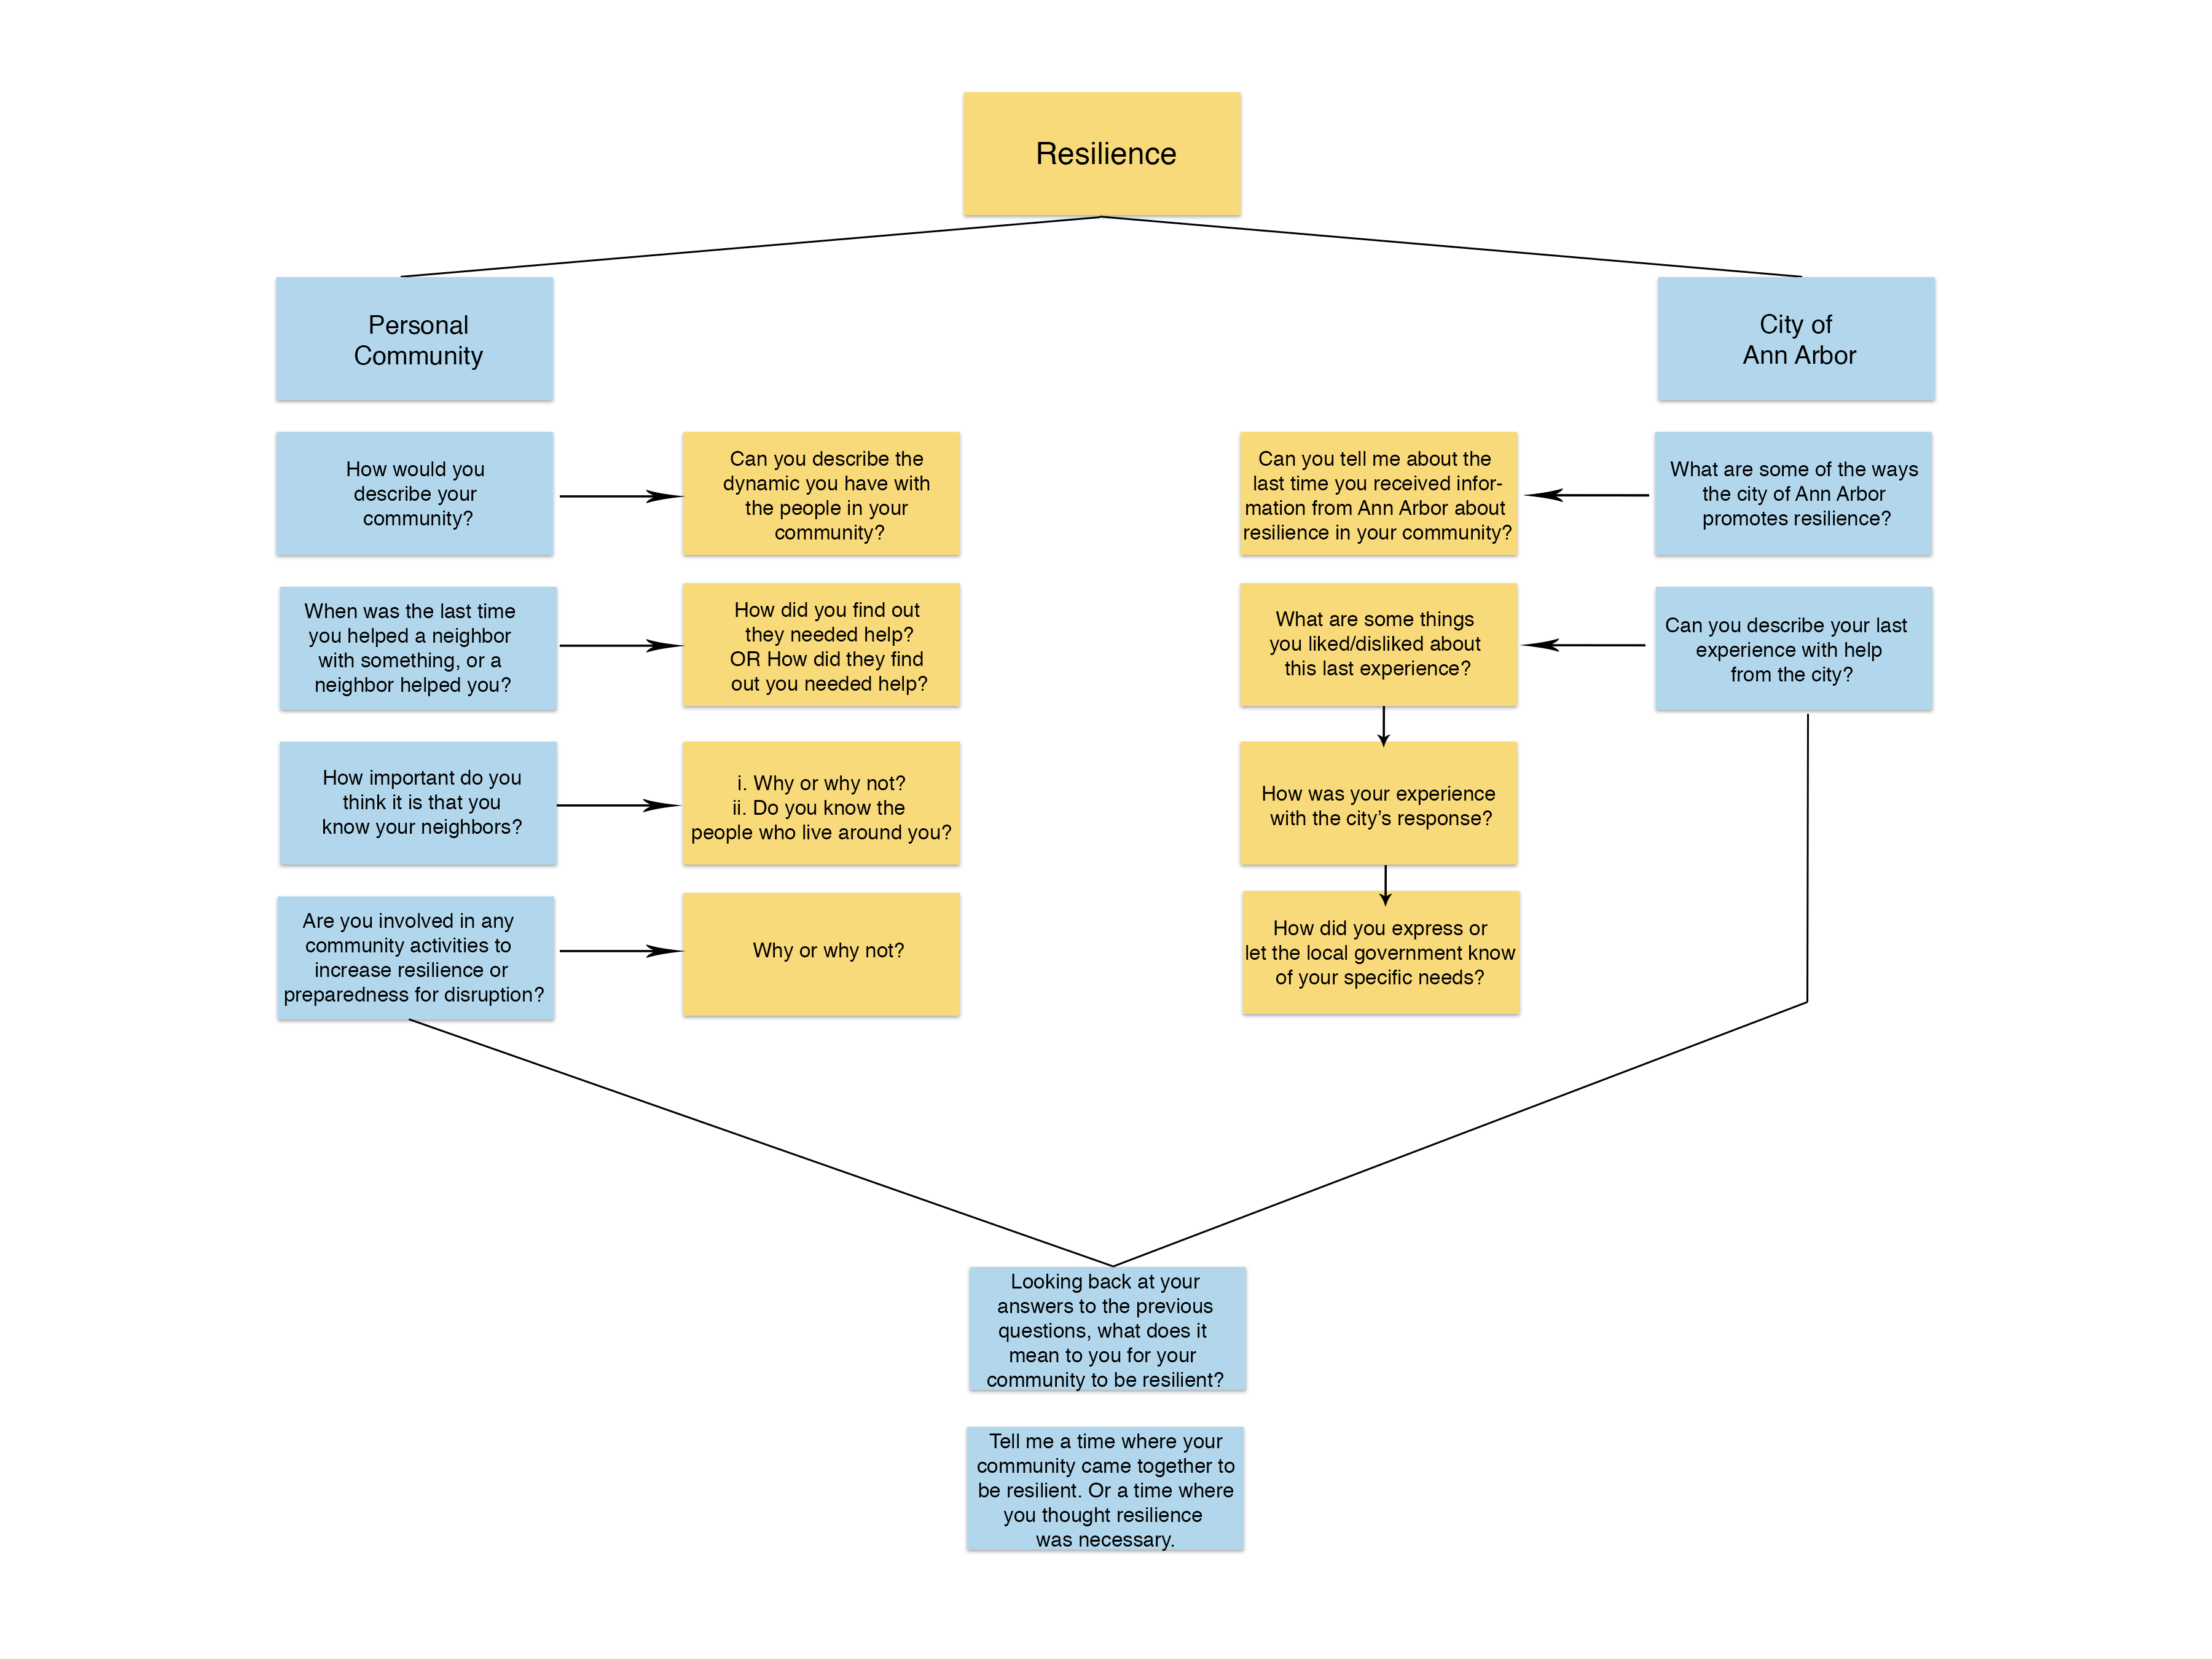 Resilience
Personal
Community
City of
Ann Arbor
How would you
describe your
community?
Can you describe the
dynamic you have with
the people in your
community?
Can you tell me about the
last time you received infor-
mation from Ann Arbor about
resilience in your community?
What are some of the ways
the city of Ann Arbor
promotes resilience?
When was the last time
you helped a neighbor
with something, or a
neighbor helped you?
How did you find out
they needed help?
OR How did they find
out you needed help?
What are some things
you liked/disliked about
this last experience?
Can you describe your last
experience with help
from the city?
How important do you
think it is that you
know your neighbors?
i. Why or why not?
ii. Do you know the
people who live around you?
How was your experience
with the city's response?
Are you involved in any
community activities to
increase resilience or
preparedness for disruption?
Why or why not?
How did you express or
let the local government know
of your specific needs?
Looking back at your
answers to the previous
questions, what does it
mean to you for your
community to be resilient?
Tell me a time where your
community came together to
be resilient. Or a time where
you thought resilience
was necessary.